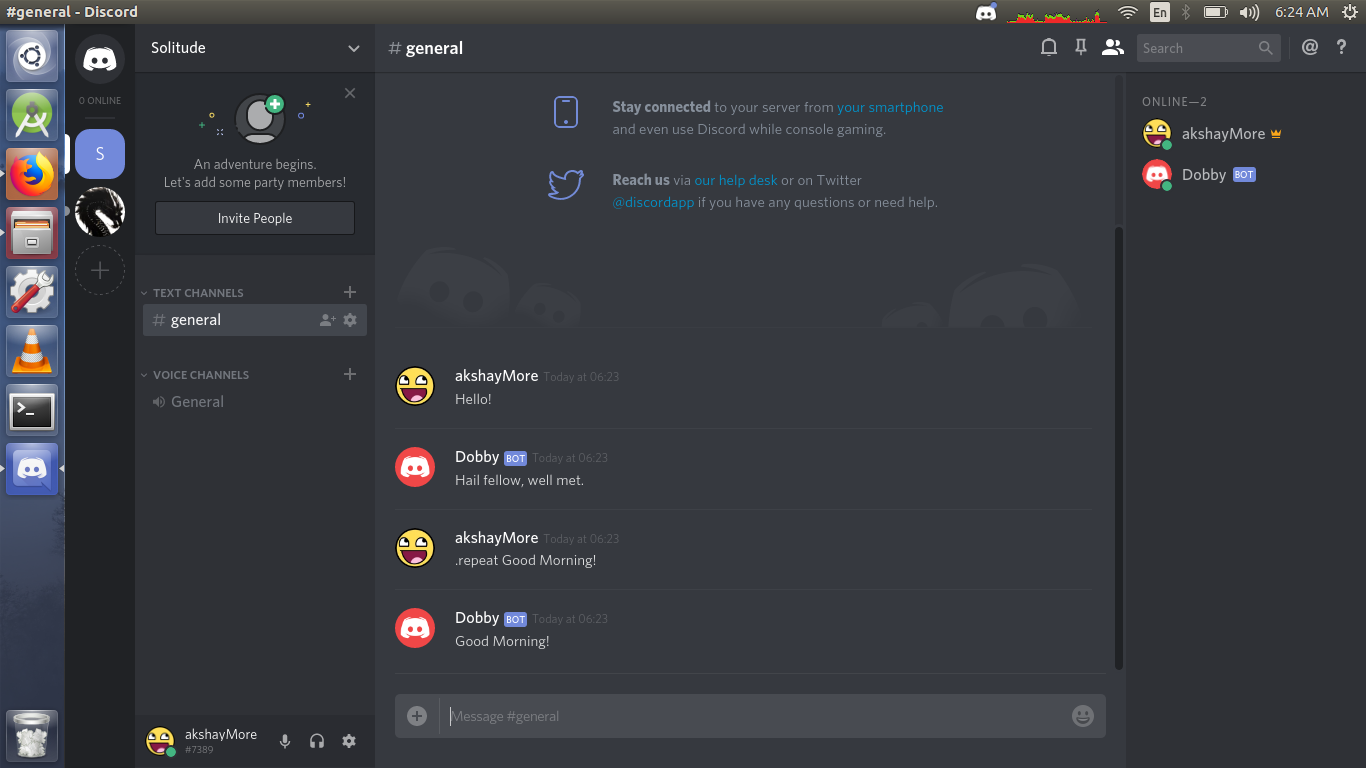 #general - Discord
En
6:24 AM
Solitude
# general
Search
@
?
0 ONLINE
S
An adventure begins.
Let's add some party members!
Invite People
TEXT CHANNELS
# general
VOICE CHANNELS
General
akshayMore
#7389
Stay connected to your server from your smartphone
and even use Discord while console gaming.
Reach us via our help desk or on Twitter
@discordapp if you have any questions or need help.
akshayMore Today at 06:23
Hello!
Dobby BOT Today at 06:23
Hail fellow, well met.
akshayMore Today at 06:23
.repeat Good Morning!
Dobby BOT Today at 06:23
Good Morning!
Message #general
ONLINE—2
akshayMore
Dobby BOT